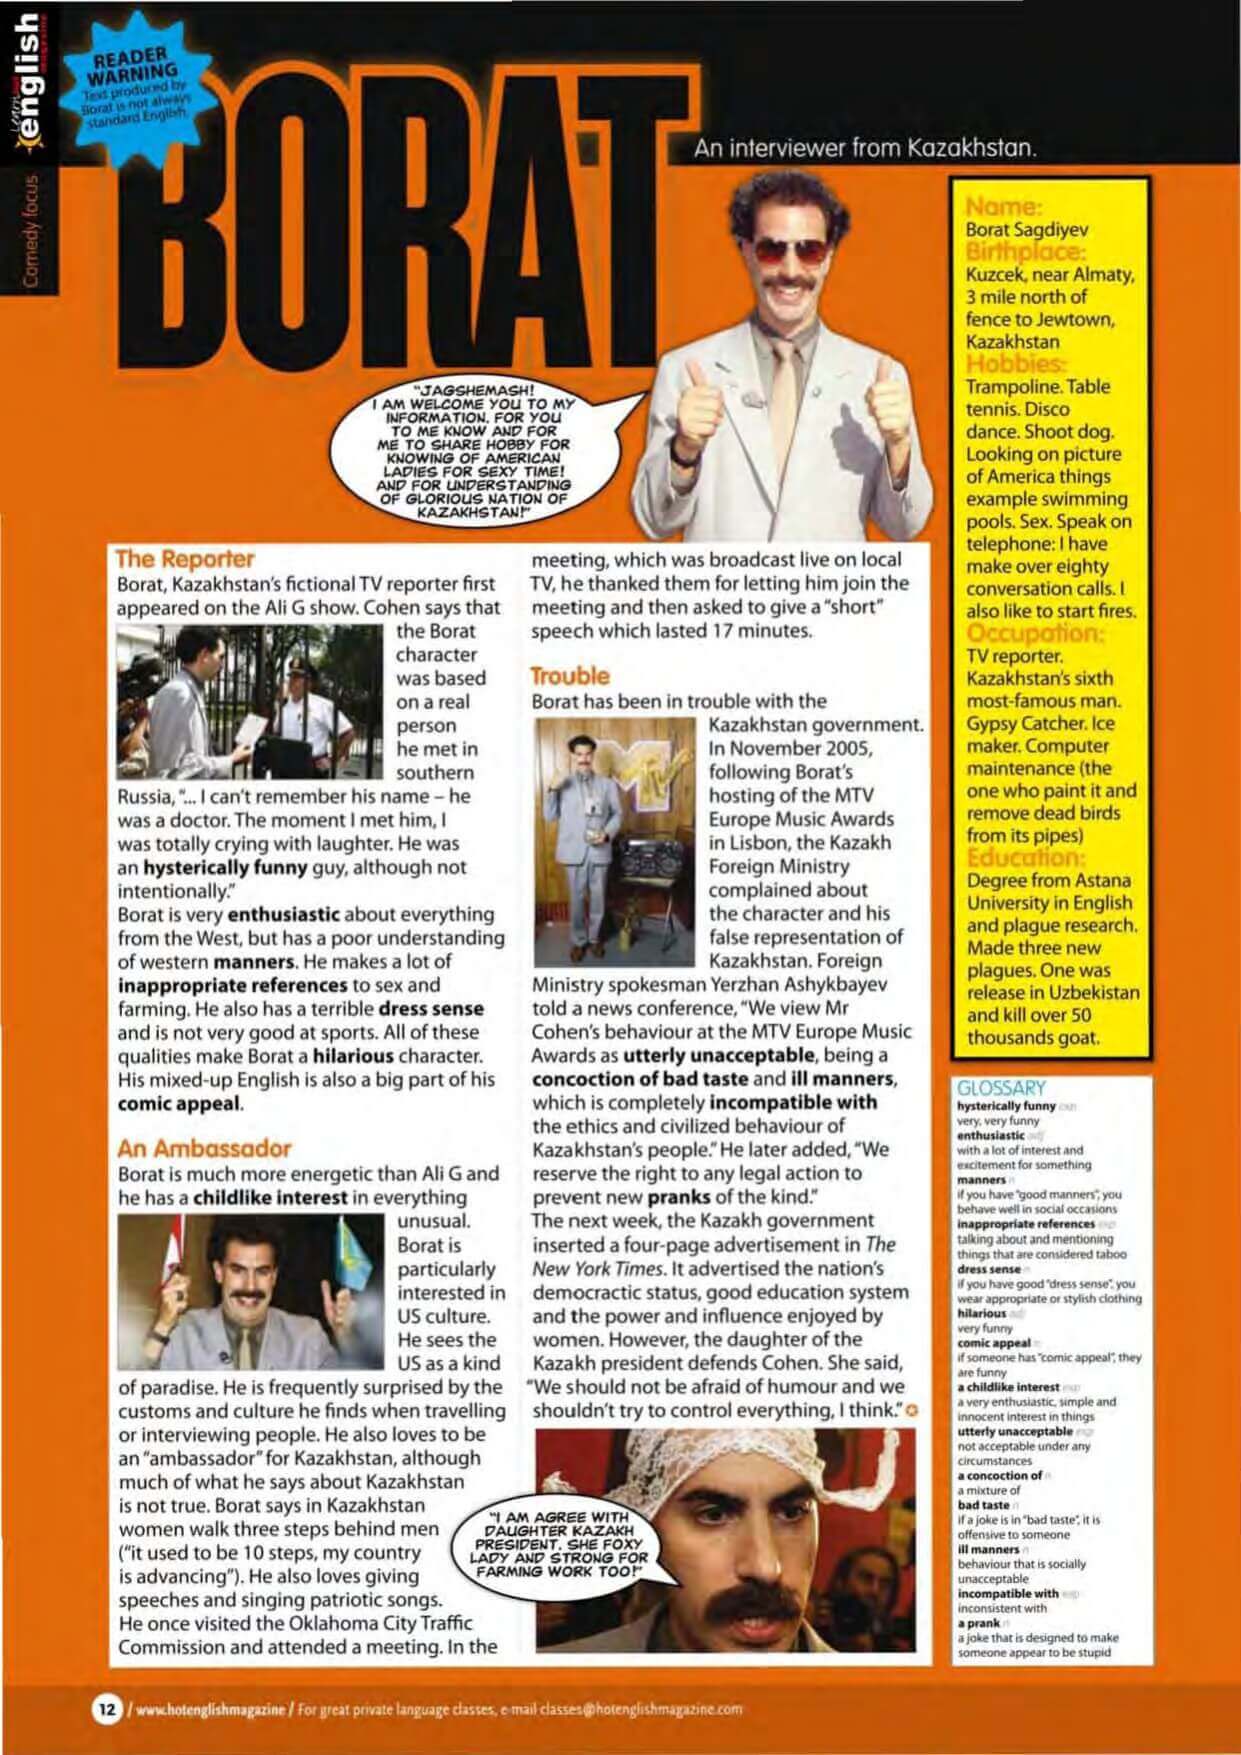 Learn hot
english
magazine
Comedy focus
READER
WARNING
Text produced by
Borat is not always
standard English.
BORAT
An interviewer from Kazakhstan.
"JAGSHEMASH!
I AM WELCOME YOU TO MY
INFORMATION. FOR YOU
TO ME KNOW AND FOR
ME TO SHARE HOBBY FOR
KNOWING OF AMERICAN
LADIES FOR SEXY TIME!
AND FOR UNDERSTANDING
OF GLORIOUS NATION OF
KAZAKHSTAN!"
The Reporter
Borat, Kazakhstan's fictional TV reporter first
appeared on the Ali G show. Cohen says that
the Borat
character
was based
on a real
person
he met in
southern
Russia, "... I can't remember his name – he
was a doctor. The moment I met him, I
was totally crying with laughter. He was
an hysterically funny guy, although not
intentionally."
Borat is very enthusiastic about everything
from the West, but has a poor understanding
of western manners. He makes a lot of
inappropriate references to sex and
farming. He also has a terrible dress sense
and is not very good at sports. All of these
qualities make Borat a hilarious character.
His mixed-up English is also a big part of his
comic appeal.
An Ambassador
Borat is much more energetic than Ali G and
he has a childlike interest in everything
unusual.
Borat is
particularly
interested in
US culture.
He sees the
US as a kind
of paradise. He is frequently surprised by the
customs and culture he finds when travelling
or interviewing people. He also loves to be
an "ambassador" for Kazakhstan, although
much of what he says about Kazakhstan
is not true. Borat says in Kazakhstan
women walk three steps behind men
("it used to be 10 steps, my country
is advancing"). He also loves giving
speeches and singing patriotic songs.
He once visited the Oklahoma City Traffic
Commission and attended a meeting. In the
meeting, which was broadcast live on local
TV, he thanked them for letting him join the
meeting and then asked to give a "short"
speech which lasted 17 minutes.
Trouble
Borat has been in trouble with the
Kazakhstan government.
In November 2005,
following Borat's
hosting of the MTV
Europe Music Awards
in Lisbon, the Kazakh
Foreign Ministry
complained about
the character and his
false representation of
Kazakhstan. Foreign
Ministry spokesman Yerzhan Ashykbayev
told a news conference, "We view Mr
Cohen's behaviour at the MTV Europe Music
Awards as utterly unacceptable, being a
concoction of bad taste and ill manners,
which is completely incompatible with
the ethics and civilized behaviour of
Kazakhstan's people." He later added, "We
reserve the right to any legal action to
prevent new pranks of the kind."
The next week, the Kazakh government
inserted a four-page advertisement in The
New York Times. It advertised the nation's
democractic status, good education system
and the power and influence enjoyed by
women. However, the daughter of the
Kazakh president defends Cohen. She said,
"We should not be afraid of humour and we
shouldn't try to control everything, I think."
"I AM AGREE WITH
DAUGHTER KAZAKH
PRESIDENT. SHE FOXY
LADY AND STRONG FOR
FARMING WORK TOO!"
Name:
Borat Sagdiyev
Birthplace:
Kuzcek, near Almaty,
3 mile north of
fence to Jewtown,
Kazakhstan
Hobbies:
Trampoline. Table
tennis. Disco
dance. Shoot dog.
Looking on picture
of America things
example swimming
pools. Sex. Speak on
telephone: I have
make over eighty
conversation calls. I
also like to start fires.
Occupation:
TV reporter.
Kazakhstan's sixth
most-famous man.
Gypsy Catcher. Ice
maker. Computer
maintenance (the
one who paint it and
remove dead birds
from its pipes)
Education:
Degree from Astana
University in English
and plague research.
Made three new
plagues. One was
release in Uzbekistan
and kill over 50
thousands goat.
GLOSSARY
hysterically funny exp
very, very funny
enthusiastic adj
with a lot of interest and
excitement for something
manners n
if you have "good manners", you
behave well in social occasions
inappropriate references exp
talking about and mentioning
things that are considered taboo
dress sense n
if you have good "dress sense", you
wear appropriate or stylish clothing
hilarious adj
very funny
comic appeal n
if someone has "comic appeal", they
are funny
a childlike interest exp
a very enthusiastic, simple and
innocent interest in things
utterly unacceptable exp
not acceptable under any
circumstances
a concoction of n
a mixture of
bad taste n
if a joke is in "bad taste", it is
offensive to someone
ill manners n
behaviour that is socially
unacceptable
incompatible with exp
inconsistent with
a prank n
a joke that is designed to make
someone appear to be stupid
12 / www.hotenglishmagazine / For great private language classes, e-mail classes@hotenglishmagazine.com